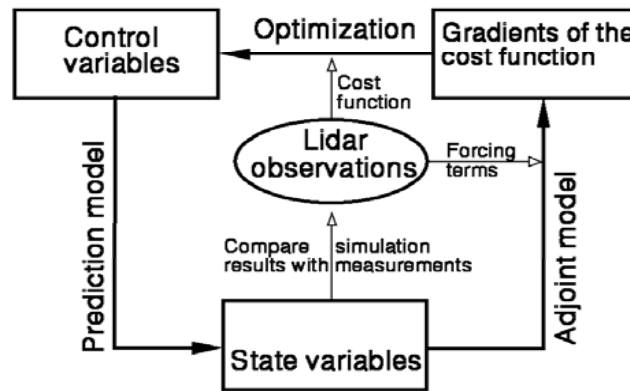 Control
variables
Optimization
Gradients of the
cost function
Cost
function
Lidar
observations
Forcing
terms
Prediction model
Adjoint model
Compare simulation
results with measurements
State variables